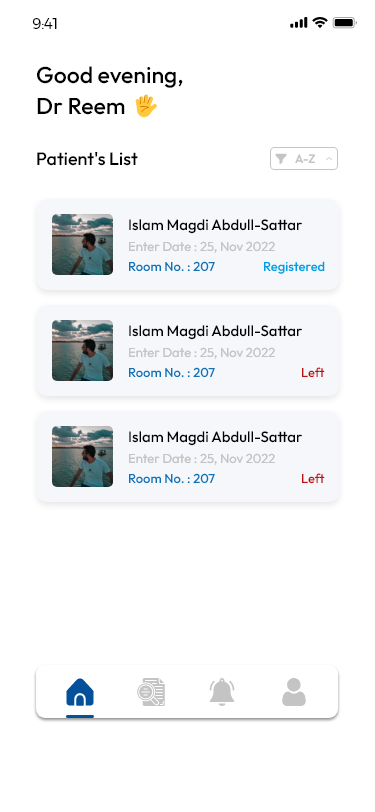 9:41
Good evening,
Dr Reem 🖐
Patient's List
A-Z
Islam Magdi Abdull-Sattar
Enter Date : 25, Nov 2022
Room No. : 207 Registered
Islam Magdi Abdull-Sattar
Enter Date : 25, Nov 2022
Room No. : 207 Left
Islam Magdi Abdull-Sattar
Enter Date : 25, Nov 2022
Room No. : 207 Left